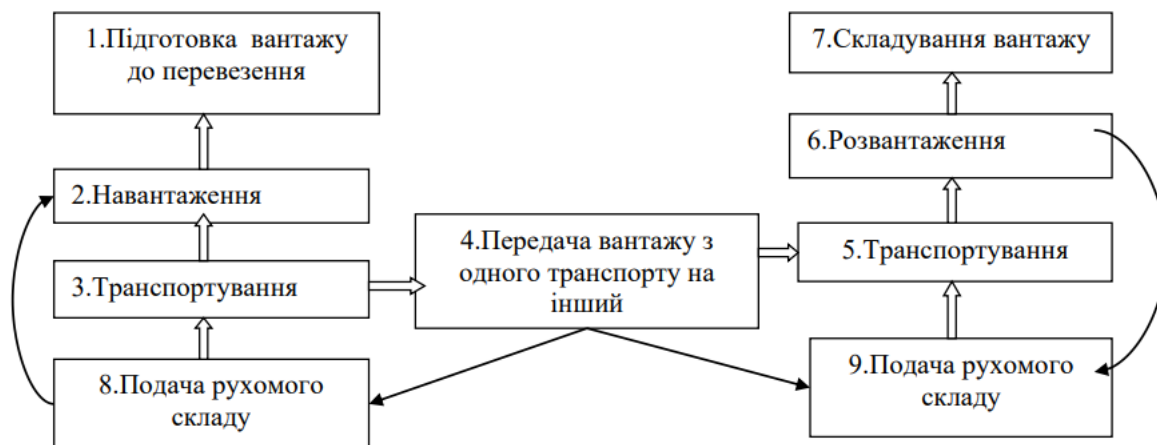 1.Підготовка вантажу
до перевезення
2.Навантаження
3.Транспортування
8.Подача рухомого
складу
4.Передача вантажу з
одного транспорту на
інший
7.Складування вантажу
6.Розвантаження
5.Транспортування
9.Подача рухомого
складу